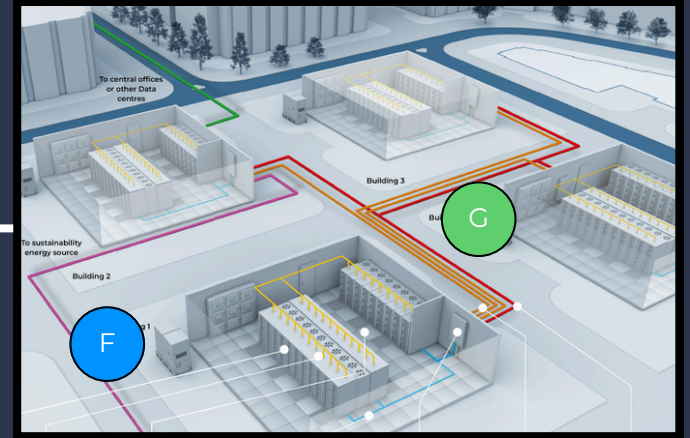 To central offices
or other Data
centres
Building 3
G
To sustainability
energy source
Building 2
F